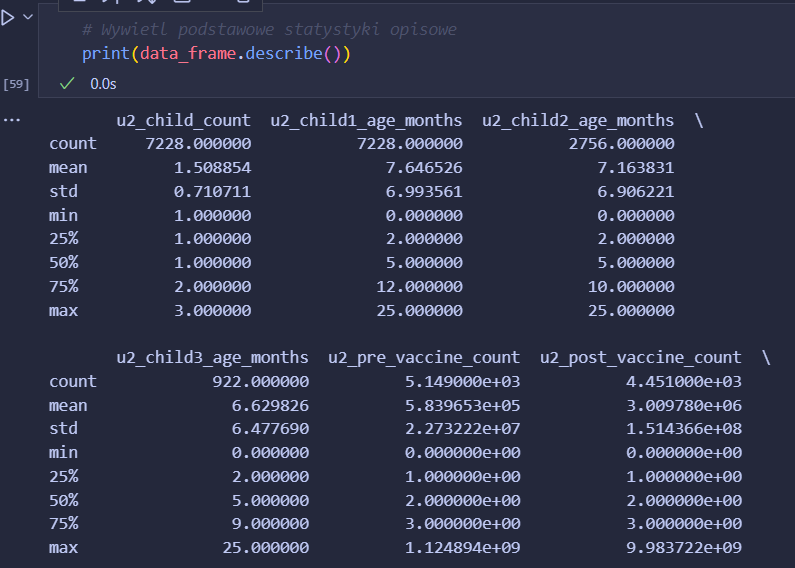 # Wywietl podstawowe statystyki opisowe
print(data_frame.describe())
[59]
0.0s
...
u2_child_count u2_child1_age_months u2_child2_age_months \
count 7228.000000 7228.000000 2756.000000
mean 1.508854 7.646526 7.163831
std 0.710711 6.993561 6.906221
min 1.000000 0.000000 0.000000
25% 1.000000 2.000000 2.000000
50% 1.000000 5.000000 5.000000
75% 2.000000 12.000000 10.000000
max 3.000000 25.000000 25.000000
u2_child3_age_months u2_pre_vaccine_count u2_post_vaccine_count \
count 922.000000 5.149000e+03 4.451000e+03
mean 6.629826 5.839653e+05 3.009780e+06
std 6.477690 2.273222e+07 1.514366e+08
min 0.000000 0.000000e+00 0.000000e+00
25% 2.000000 1.000000e+00 1.000000e+00
50% 5.000000 2.000000e+00 2.000000e+00
75% 9.000000 3.000000e+00 3.000000e+00
max 25.000000 1.124894e+09 9.983722e+09